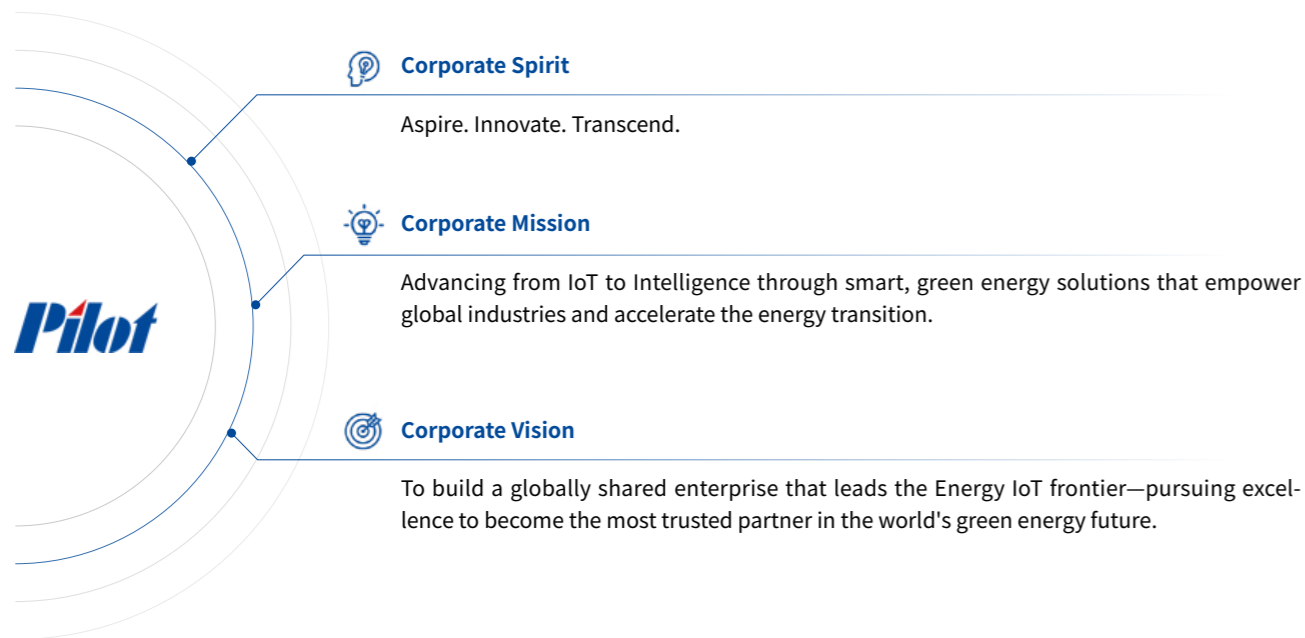 Corporate Spirit
Aspire. Innovate. Transcend.
Corporate Mission
Advancing from IoT to Intelligence through smart, green energy solutions that empower
global industries and accelerate the energy transition.
Pilot
Corporate Vision
To build a globally shared enterprise that leads the Energy IoT frontier—pursuing excel-
lence to become the most trusted partner in the world's green energy future.